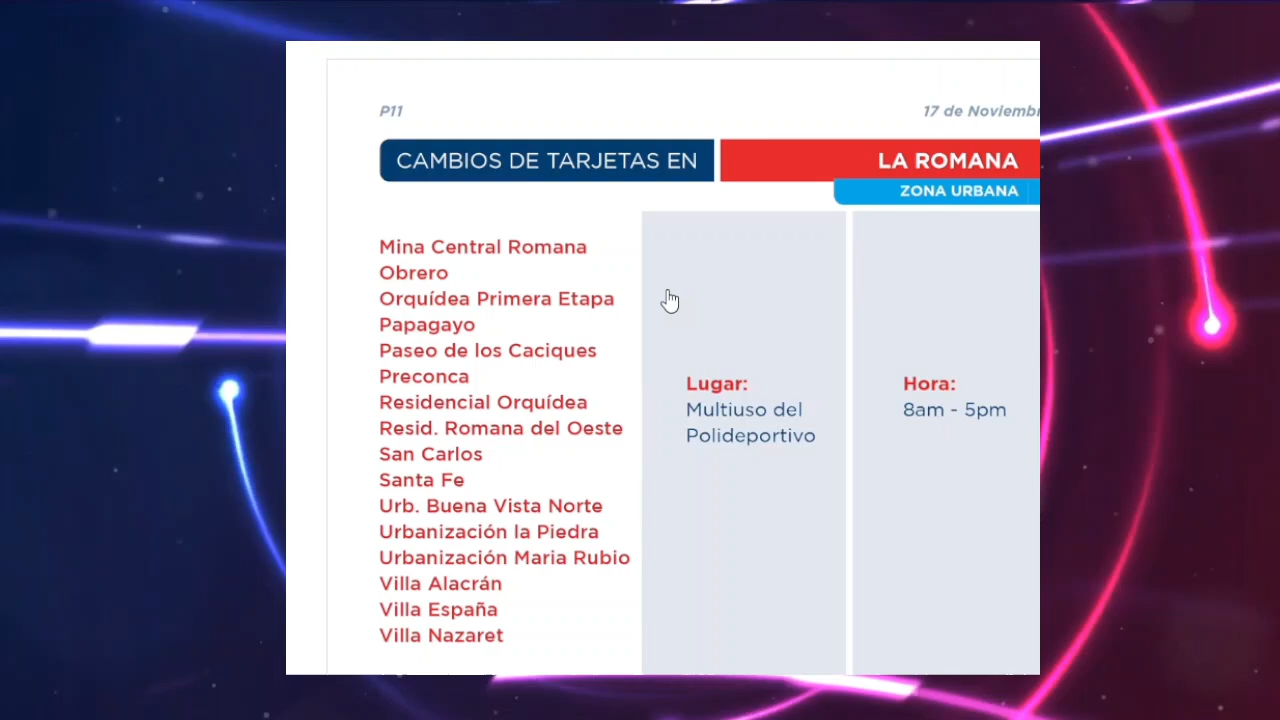 P11
17 de Noviemb
CAMBIOS DE TARJETAS EN
LA ROMANA
ZONA URBANA
Mina Central Romana
Obrero
Orquídea Primera Etapa
Papagayo
Paseo de los Caciques
Preconca
Residencial Orquídea
Resid. Romana del Oeste
San Carlos
Santa Fe
Urb. Buena Vista Norte
Urbanización la Piedra
Urbanización Maria Rubio
Villa Alacrán
Villa España
Villa Nazaret
Lugar:
Multiuso del
Polideportivo
Hora:
8am - 5pm